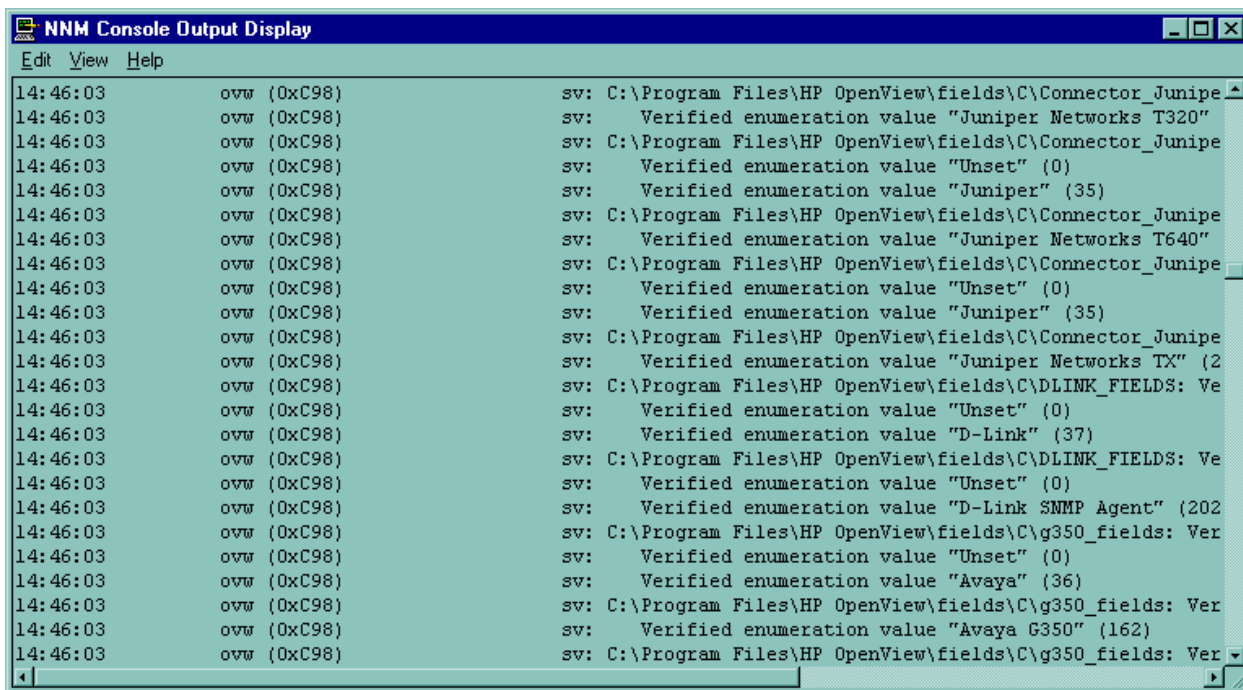 NNM Console Output Display
Edit View Help
14:46:03 ovw (0xC98) sv: C:\Program Files\HP OpenView\fields\C\Connector_Junipe
14:46:03 ovw (0xC98) sv: Verified enumeration value "Juniper Networks T320"
14:46:03 ovw (0xC98) sv: C:\Program Files\HP OpenView\fields\C\Connector_Junipe
14:46:03 ovw (0xC98) sv: Verified enumeration value "Unset" (0)
14:46:03 ovw (0xC98) sv: Verified enumeration value "Juniper" (35)
14:46:03 ovw (0xC98) sv: C:\Program Files\HP OpenView\fields\C\Connector_Junipe
14:46:03 ovw (0xC98) sv: Verified enumeration value "Juniper Networks T640"
14:46:03 ovw (0xC98) sv: C:\Program Files\HP OpenView\fields\C\Connector_Junipe
14:46:03 ovw (0xC98) sv: Verified enumeration value "Unset" (0)
14:46:03 ovw (0xC98) sv: Verified enumeration value "Juniper" (35)
14:46:03 ovw (0xC98) sv: C:\Program Files\HP OpenView\fields\C\Connector_Junipe
14:46:03 ovw (0xC98) sv: Verified enumeration value "Juniper Networks TX" (2
14:46:03 ovw (0xC98) sv: C:\Program Files\HP OpenView\fields\C\DLINK_FIELDS: Ve
14:46:03 ovw (0xC98) sv: Verified enumeration value "Unset" (0)
14:46:03 ovw (0xC98) sv: Verified enumeration value "D-Link" (37)
14:46:03 ovw (0xC98) sv: C:\Program Files\HP OpenView\fields\C\DLINK_FIELDS: Ve
14:46:03 ovw (0xC98) sv: Verified enumeration value "Unset" (0)
14:46:03 ovw (0xC98) sv: Verified enumeration value "D-Link SNMP Agent" (202
14:46:03 ovw (0xC98) sv: C:\Program Files\HP OpenView\fields\C\g350_fields: Ver
14:46:03 ovw (0xC98) sv: Verified enumeration value "Unset" (0)
14:46:03 ovw (0xC98) sv: Verified enumeration value "Avaya" (36)
14:46:03 ovw (0xC98) sv: C:\Program Files\HP OpenView\fields\C\g350_fields: Ver
14:46:03 ovw (0xC98) sv: Verified enumeration value "Avaya G350" (162)
14:46:03 ovw (0xC98) sv: C:\Program Files\HP OpenView\fields\C\g350_fields: Ver